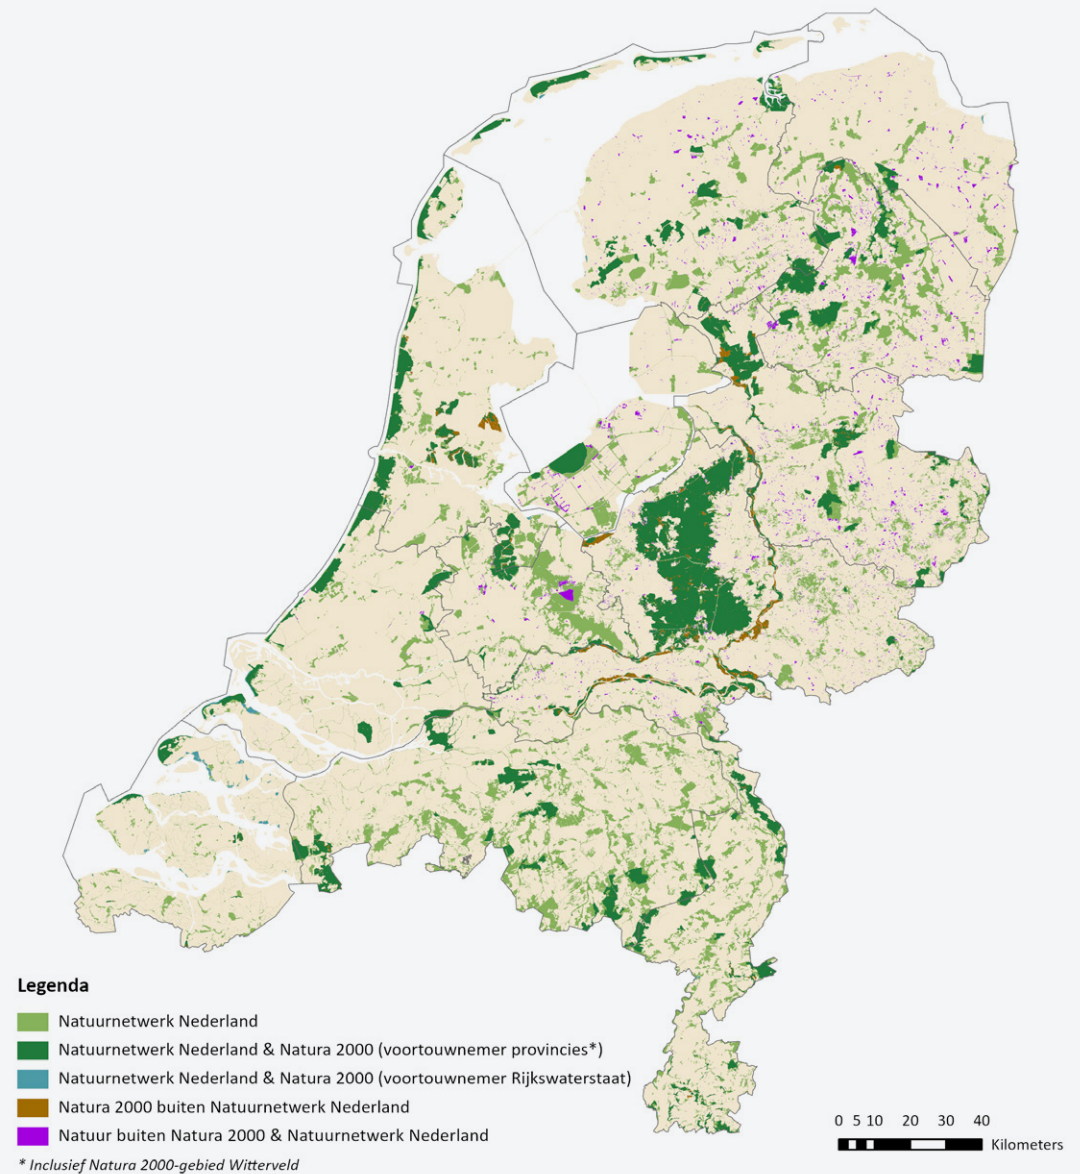 Legenda
Natuurnetwerk Nederland
Natuurnetwerk Nederland & Natura 2000 (voortouwnemer provincies*)
Natuurnetwerk Nederland & Natura 2000 (voortouwnemer Rijkswaterstaat)
Natura 2000 buiten Natuurnetwerk Nederland
Natuur buiten Natura 2000 & Natuurnetwerk Nederland
* Inclusief Natura 2000-gebied Witterveld
0 5 10 20 30 40
Kilometers